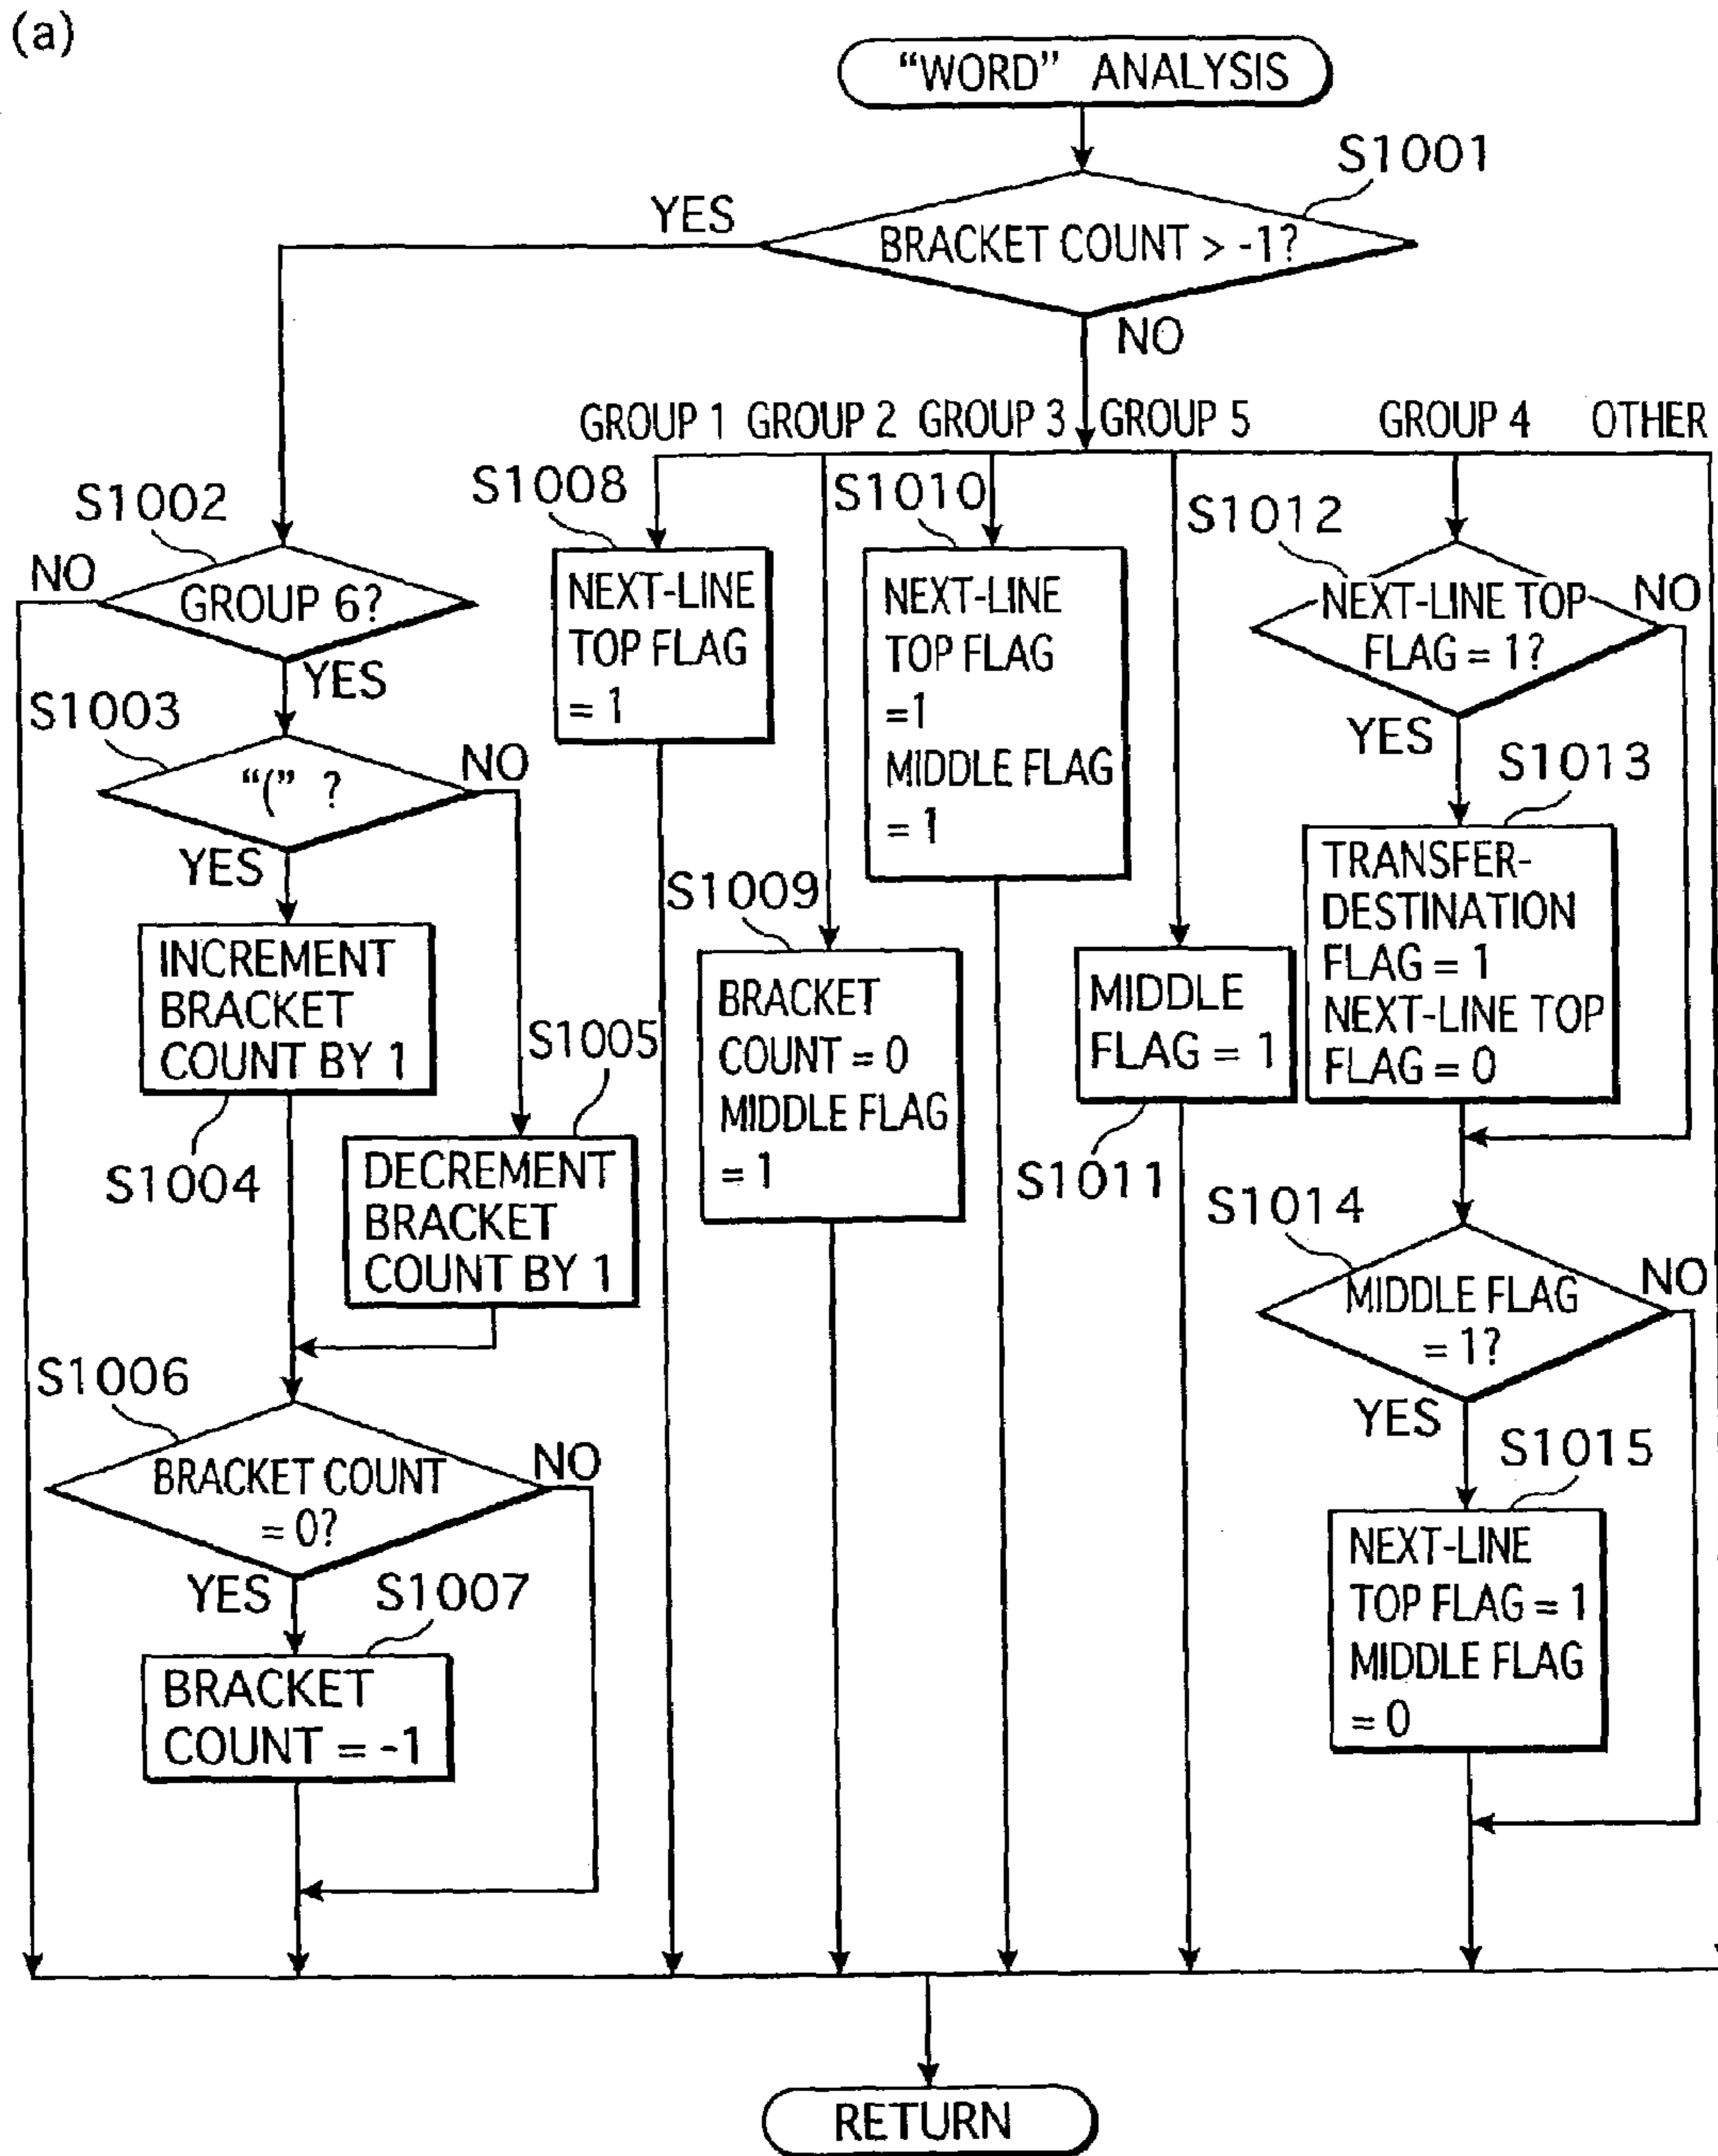 (a)
“WORD” ANALYSIS
S1001
BRACKET COUNT > -1?
YES
NO
GROUP 1 GROUP 2 GROUP 3 GROUP 5 GROUP 4 OTHER
S1002
GROUP 6?
NO
YES
S1003
“(” ?
NO
YES
INCREMENT
BRACKET
COUNT BY 1
S1004
S1005
DECREMENT
BRACKET
COUNT BY 1
S1006
BRACKET COUNT
= 0?
NO
YES
S1007
BRACKET
COUNT = -1
S1008
NEXT-LINE
TOP FLAG
= 1
S1009
BRACKET
COUNT = 0
MIDDLE FLAG
= 1
S1010
NEXT-LINE
TOP FLAG
=1
MIDDLE FLAG
= 1
MIDDLE
FLAG = 1
S1011
S1012
NEXT-LINE TOP
FLAG = 1?
NO
YES
S1013
TRANSFER-
DESTINATION
FLAG = 1
NEXT-LINE TOP
FLAG = 0
S1014
MIDDLE FLAG
= 1?
NO
YES
S1015
NEXT-LINE
TOP FLAG = 1
MIDDLE FLAG
= 0
RETURN